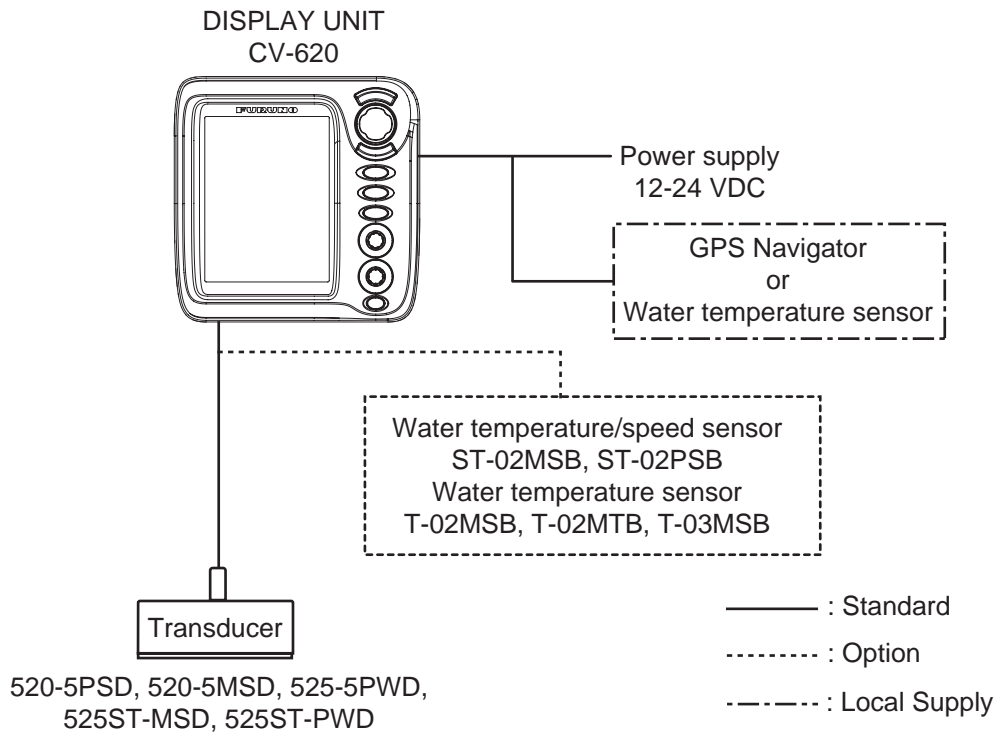 DISPLAY UNIT
CV-620
FURUNO
Power supply
12-24 VDC
GPS Navigator
or
Water temperature sensor
Water temperature/speed sensor
ST-02MSB, ST-02PSB
Water temperature sensor
T-02MSB, T-02MTB, T-03MSB
Transducer
520-5PSD, 520-5MSD, 525-5PWD,
525ST-MSD, 525ST-PWD
: Standard
: Option
: Local Supply